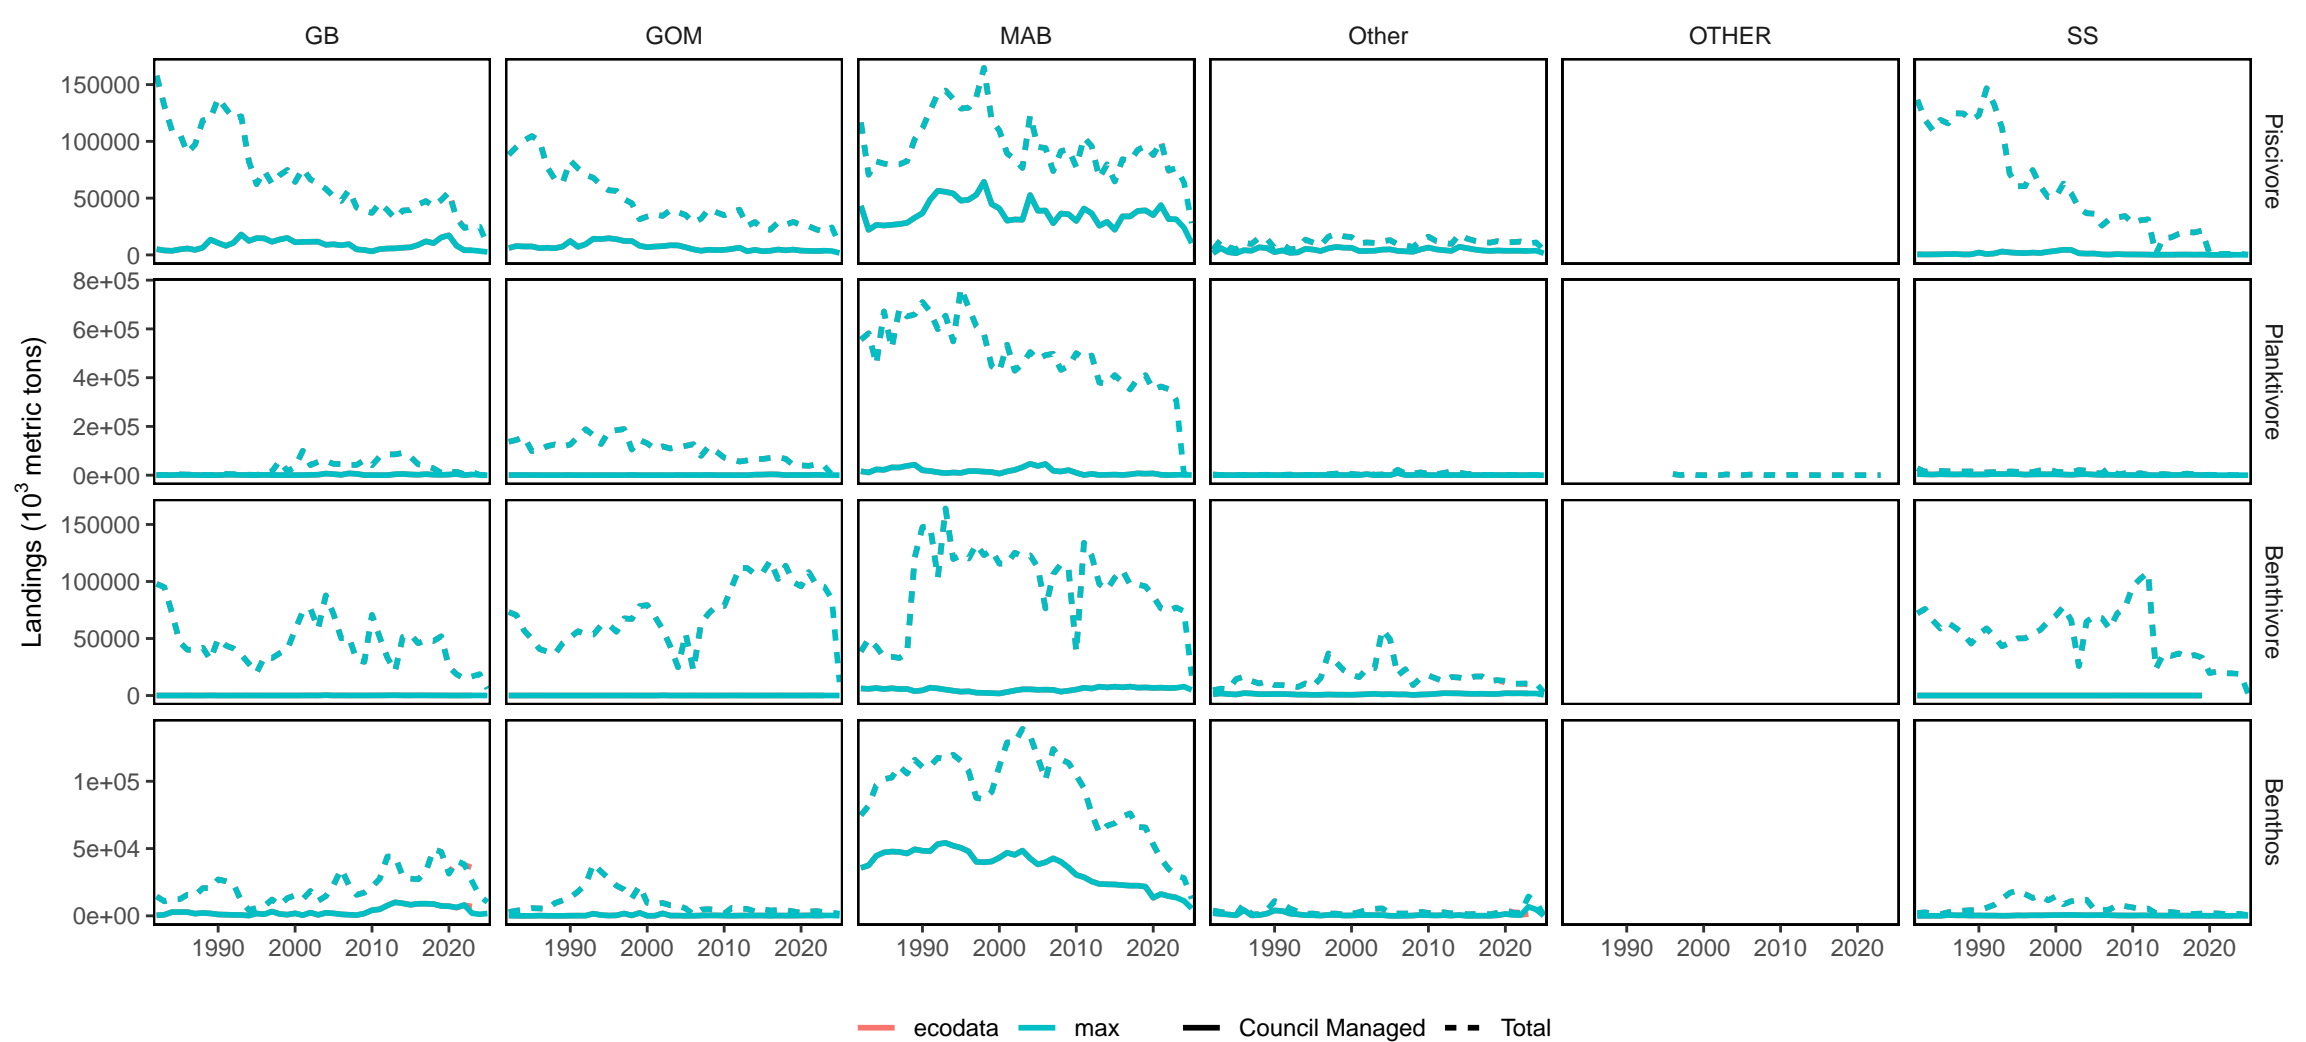 GB GOM MAB Other OTHER SS
150000
100000
50000
0
Piscivore
8e+05
6e+05
4e+05
2e+05
0e+00
Planktivore
Landings (10³ metric tons)
150000
100000
50000
0
Benthivore
1e+05
5e+04
0e+00
Benthos
1990 2000 2010 2020 1990 2000 2010 2020 1990 2000 2010 2020 1990 2000 2010 2020 1990 2000 2010 2020 1990 2000 2010 2020
ecodata max Council Managed Total